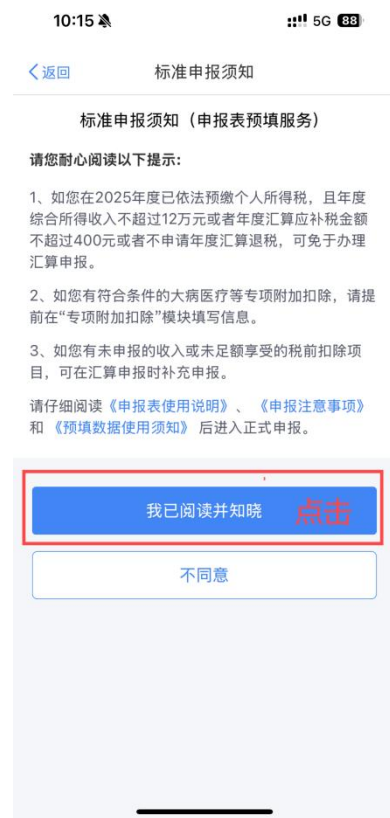 10:15 5G 88
返回 标准申报须知
标准申报须知（申报表预填服务）
请您耐心阅读以下提示：
1、如您在2025年度已依法预缴个人所得税，且年度
综合所得收入不超过12万元或者年度汇算应补税金额
不超过400元或者不申请年度汇算退税，可免于办理
汇算申报。
2、如您有符合条件的大病医疗等专项附加扣除，请提
前在“专项附加扣除”模块填写信息。
3、如您有未申报的收入或未足额享受的税前扣除项
目，可在汇算申报时补充申报。
请仔细阅读《申报表使用说明》、《申报注意事项》
和《预填数据使用须知》后进入正式申报。
我已阅读并知晓 点击
不同意